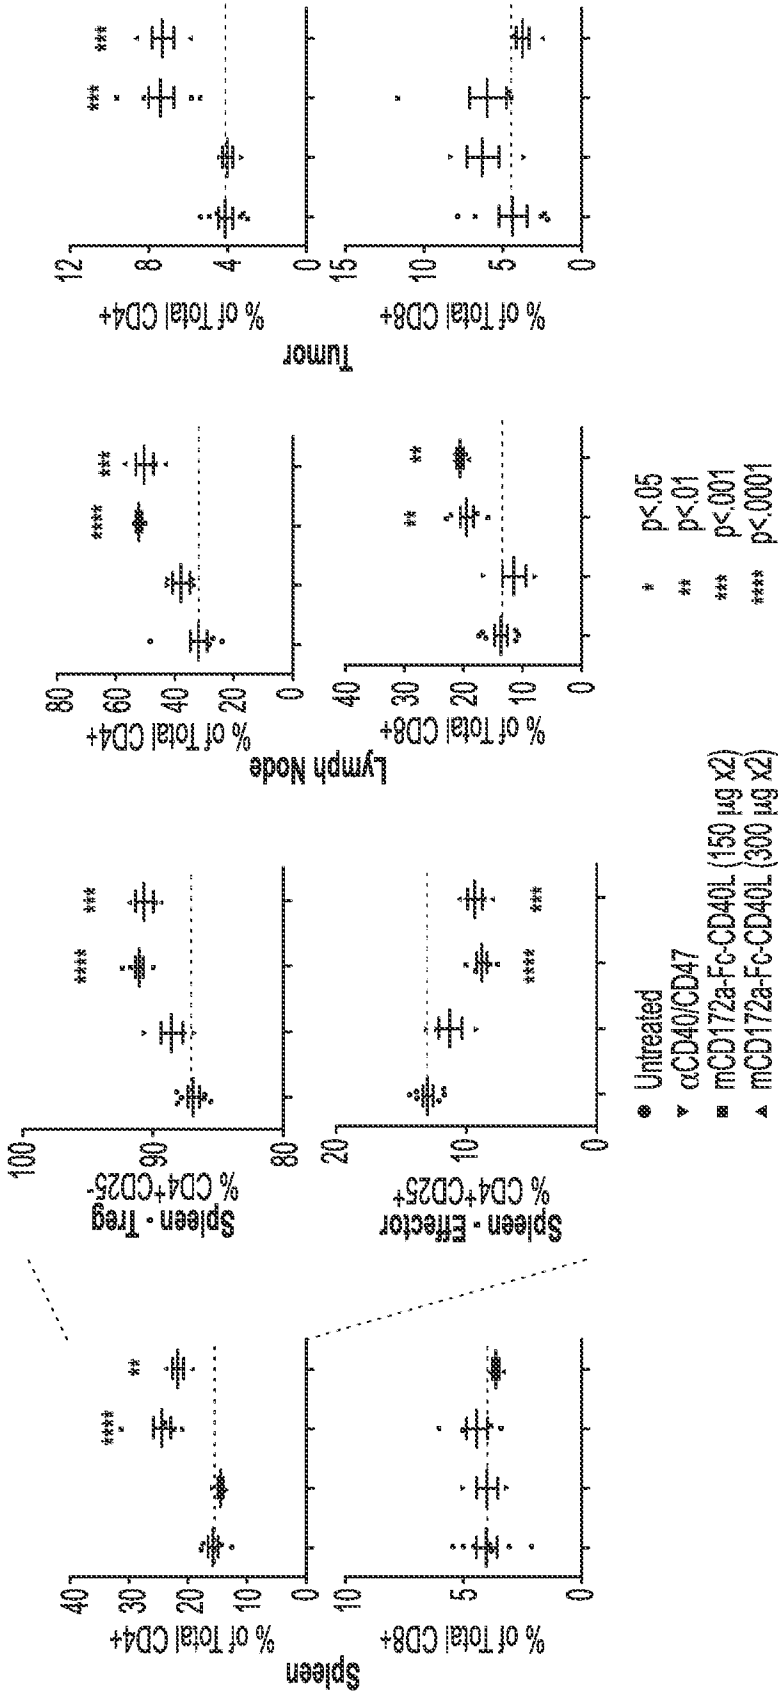 Spleen
% of Total CD4+
40
30
20
10
0
****
**
% of Total CD8+
10
5
0
Spleen - Treg
% CD4⁺CD25⁻
100
90
80
****
***
Spleen - Effector
% CD4⁺CD25⁺
20
10
0
****
***
Lymph Node
% of Total CD4+
80
60
40
20
0
****
***
% of Total CD8+
40
30
20
10
0
**
**
Tumor
% of Total CD4+
12
8
4
0
***
***
% of Total CD8+
15
10
5
0
Untreated
αCD40/CD47
mCD172a-Fc-CD40L (150 µg x2)
mCD172a-Fc-CD40L (300 µg x2)
* p<.05
** p<.01
*** p<.001
**** p<.0001